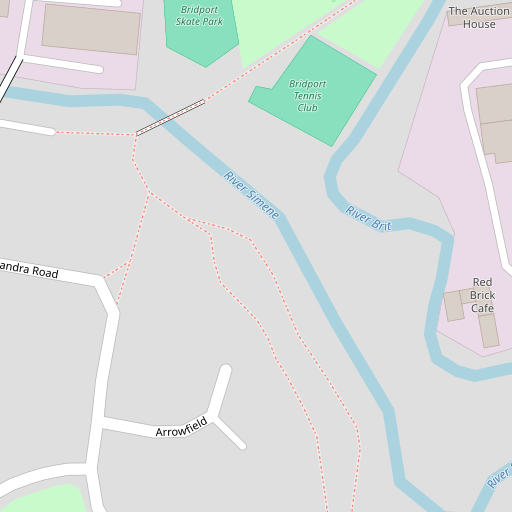 Bridport
Skate Park
The Auction
House
Bridport
Tennis
Club
River Simene
River Brit
andra Road
Red
Brick
Cafe
Arrowfield
River